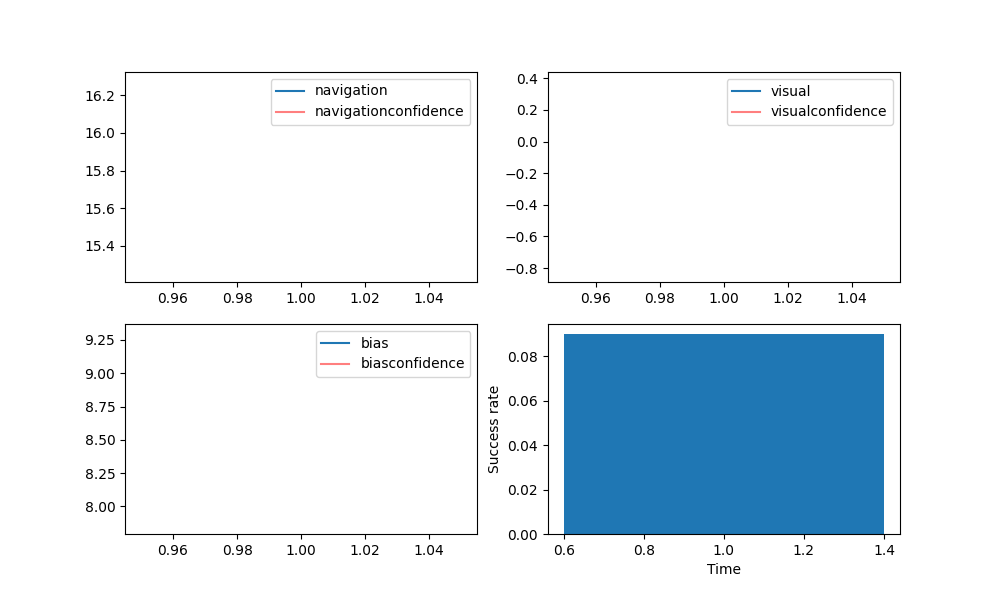 navigation
navigationconfidence
16.2
16.0
15.8
15.6
15.4
0.96 0.98 1.00 1.02 1.04
visual
visualconfidence
0.4
0.2
0.0
−0.2
−0.4
−0.6
−0.8
0.96 0.98 1.00 1.02 1.04
bias
biasconfidence
9.25
9.00
8.75
8.50
8.25
8.00
0.96 0.98 1.00 1.02 1.04
Success rate
0.08
0.06
0.04
0.02
0.00
0.6 0.8 1.0 1.2 1.4
Time